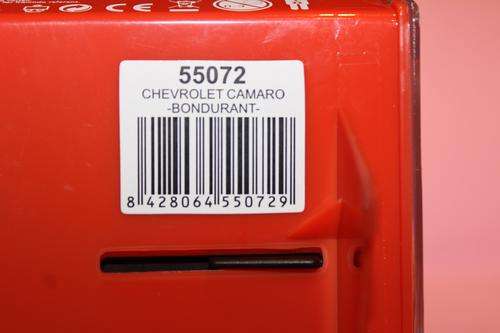 55072
CHEVROLET CAMARO
-BONDURANT-
8 428064 550729